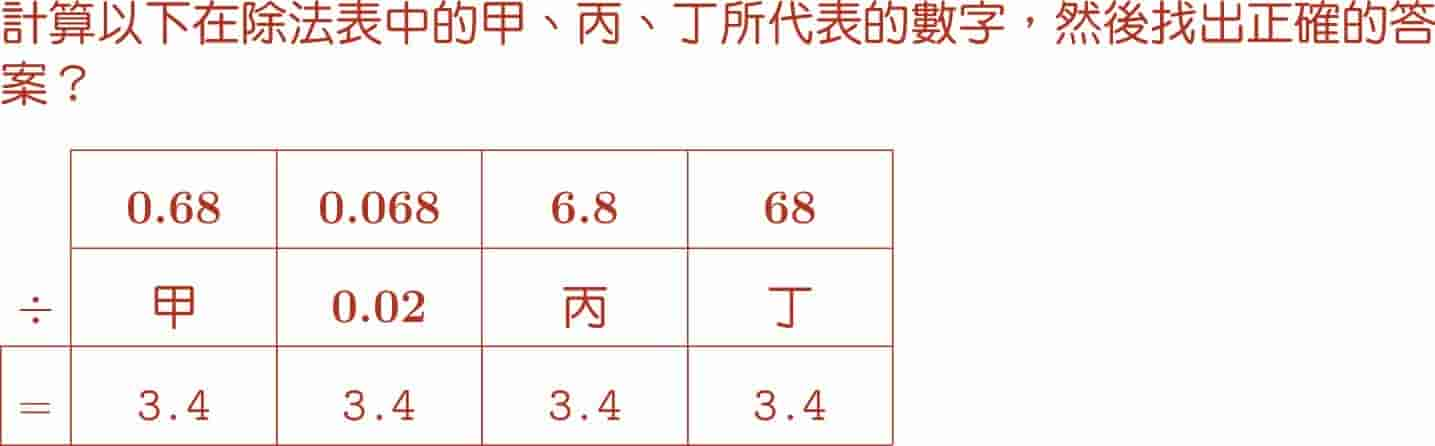 計算以下在除法表中的甲、丙、丁所代表的數字，然後找出正確的答
案？
0.68 0.068 6.8 68
÷ 甲 0.02 丙 丁
= 3.4 3.4 3.4 3.4